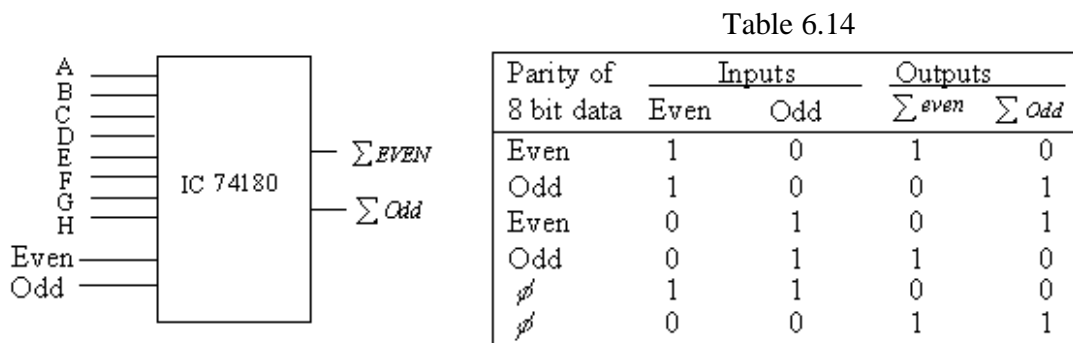 Table 6.14
A
B
C
D
E
F
G
H
Even
Odd
IC 74180
∑ EVEN
∑ Odd
Parity of Inputs Outputs
8 bit data Even Odd ∑ even ∑ Odd
Even 1 0 1 0
Odd 1 0 0 1
Even 0 1 0 1
Odd 0 1 1 0
ϕ 1 1 0 0
ϕ 0 0 1 1